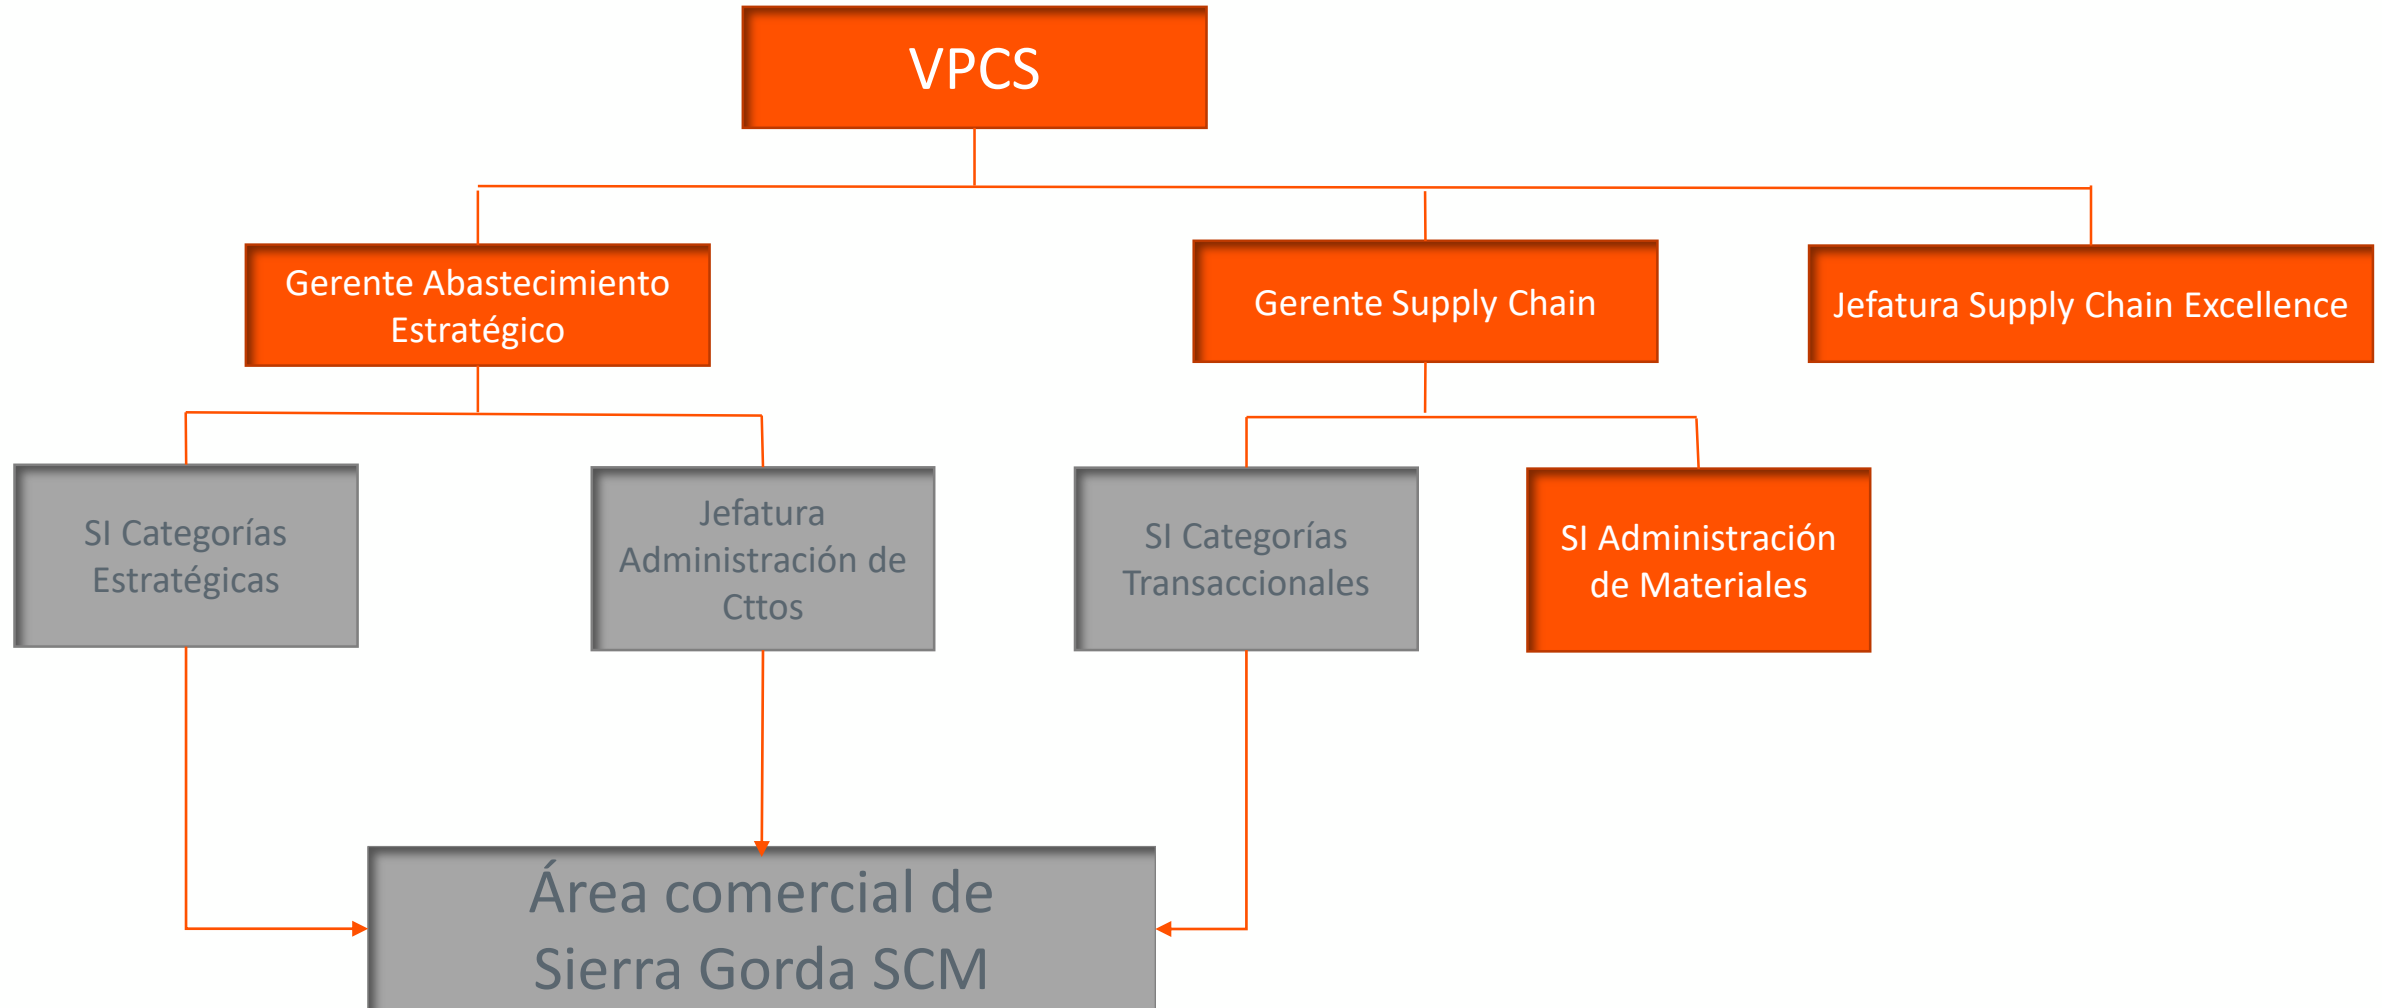 VPCS
Gerente Abastecimiento
Estratégico
Gerente Supply Chain
Jefatura Supply Chain Excellence
SI Categorías
Estratégicas
Jefatura
Administración de
Cttos
SI Categorías
Transaccionales
SI Administración
de Materiales
Área comercial de
Sierra Gorda SCM